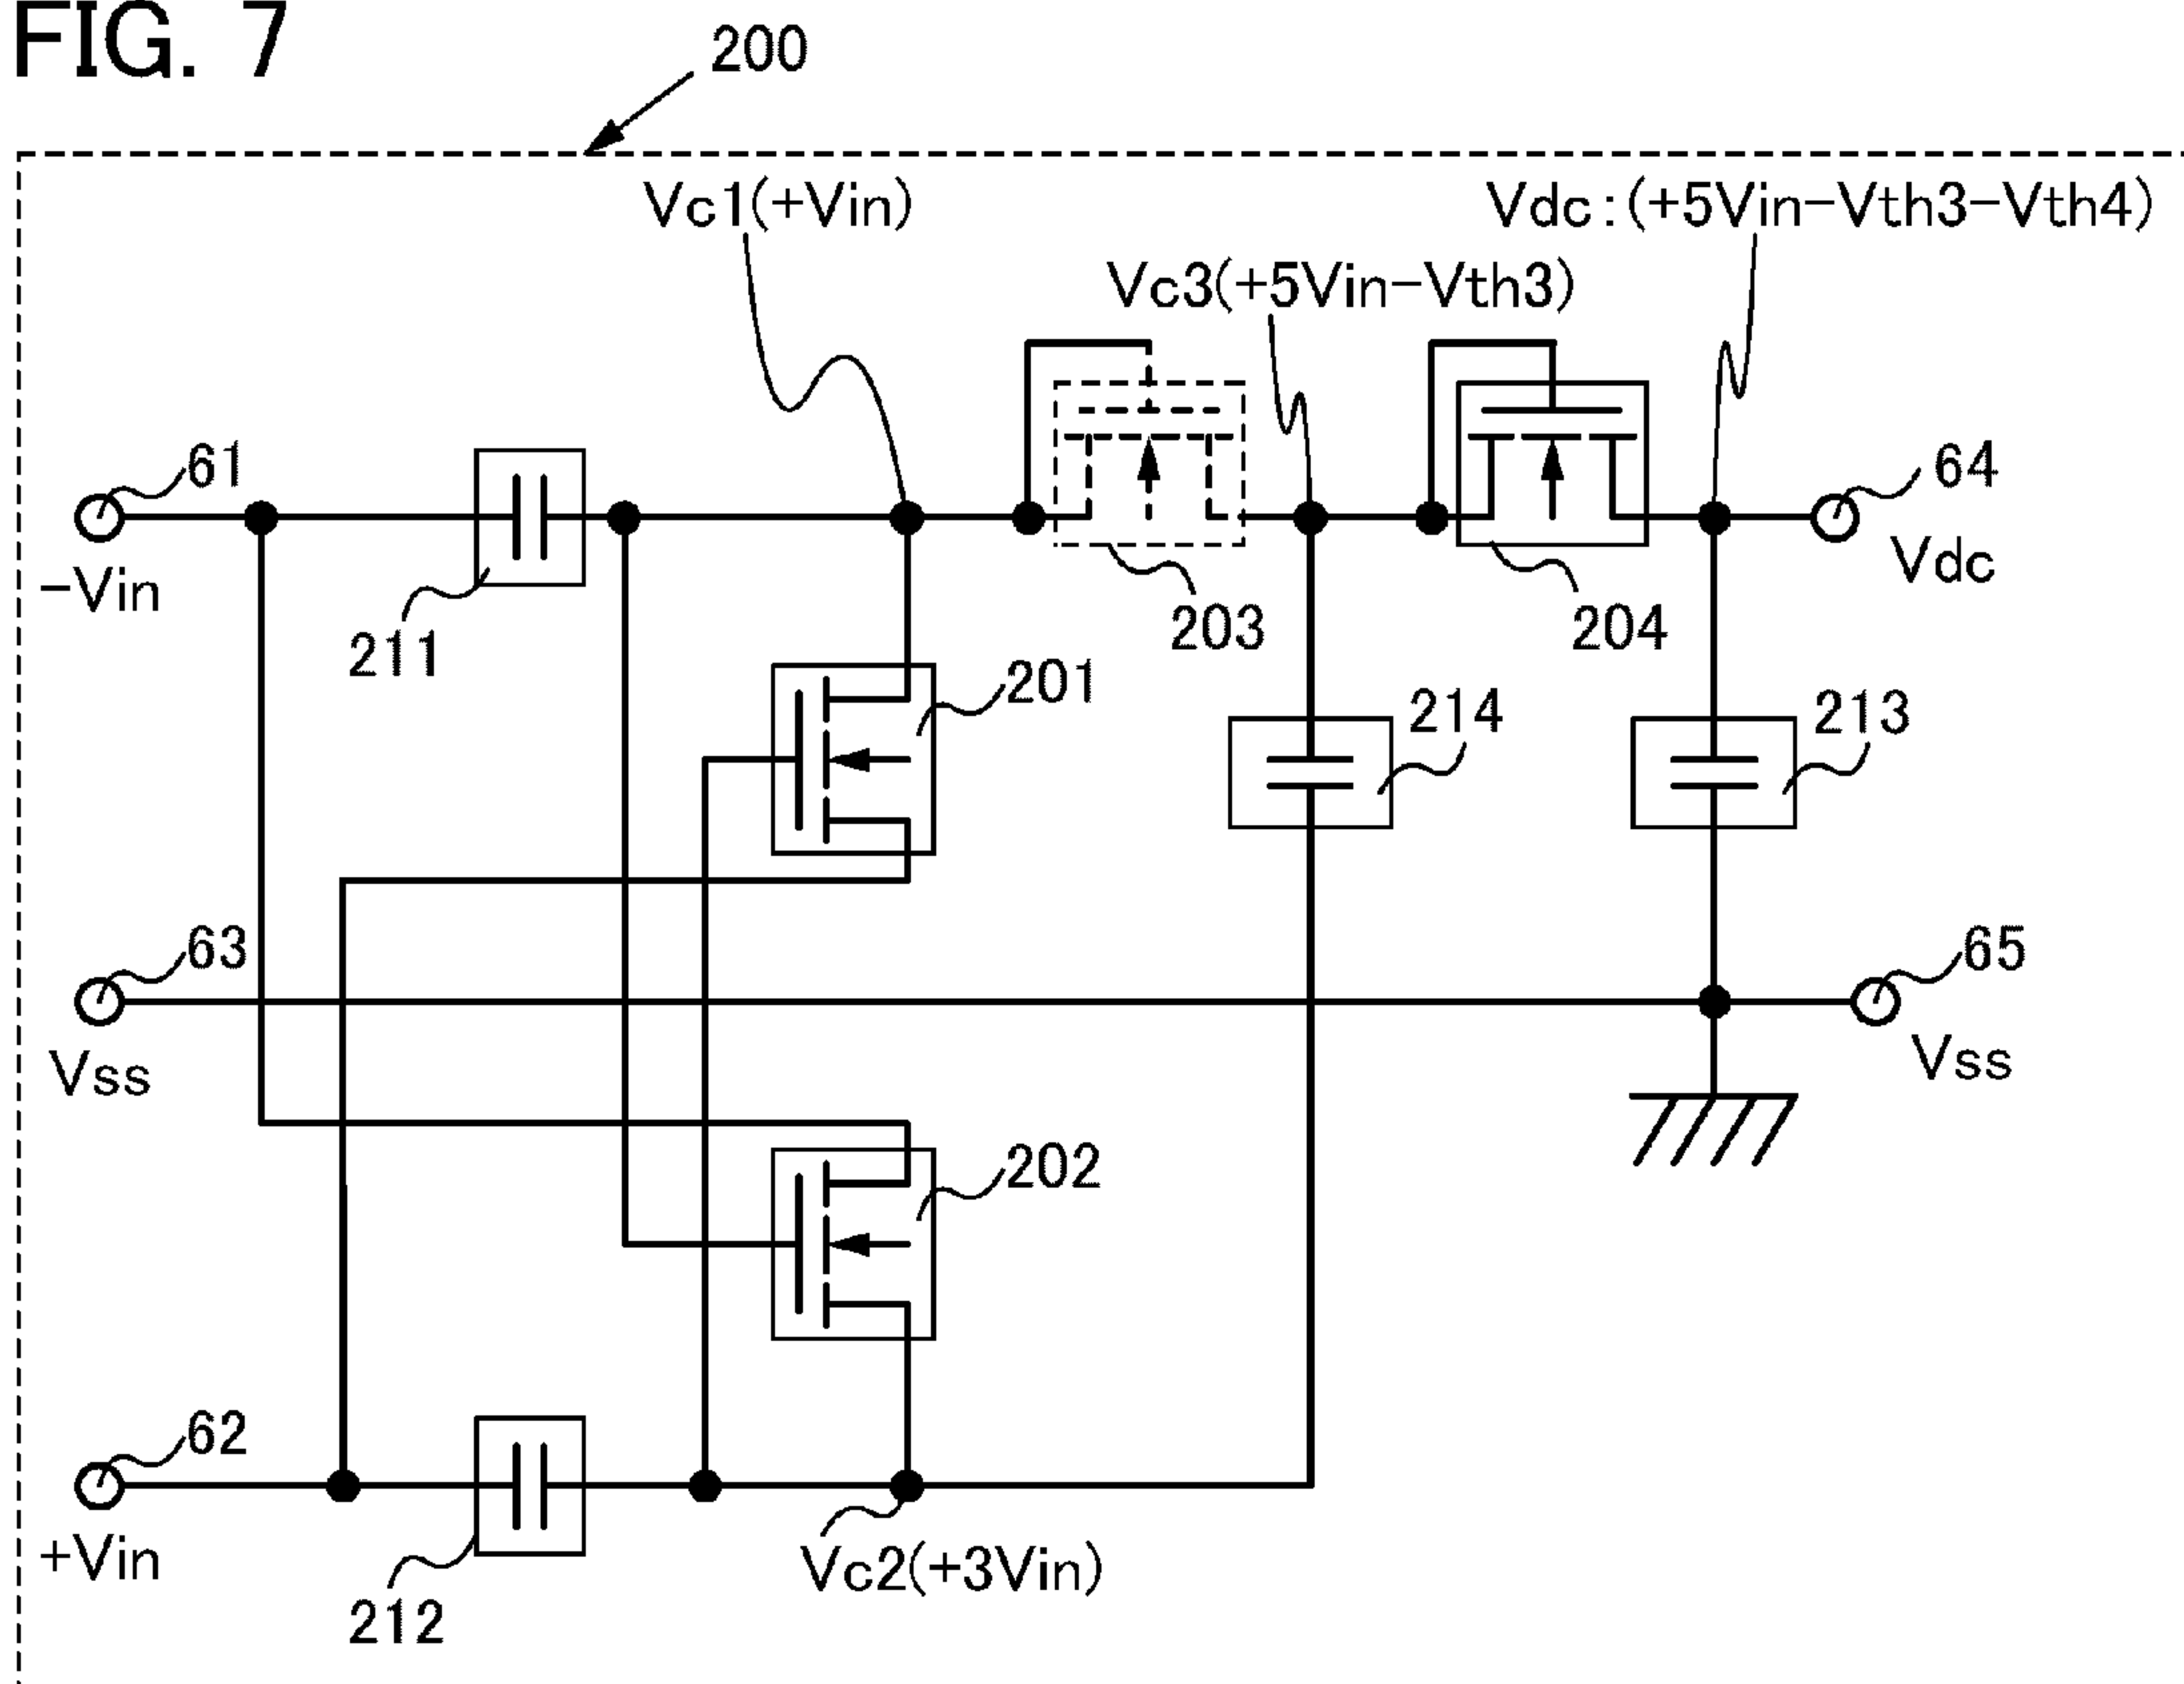 FIG. 7
200
Vc1(+Vin)
Vdc:(+5Vin−Vth3−Vth4)
Vc3(+5Vin−Vth3)
61
64
−Vin
Vdc
211
203
204
201
214
213
63
65
Vss
Vss
202
62
+Vin
Vc2(+3Vin)
212